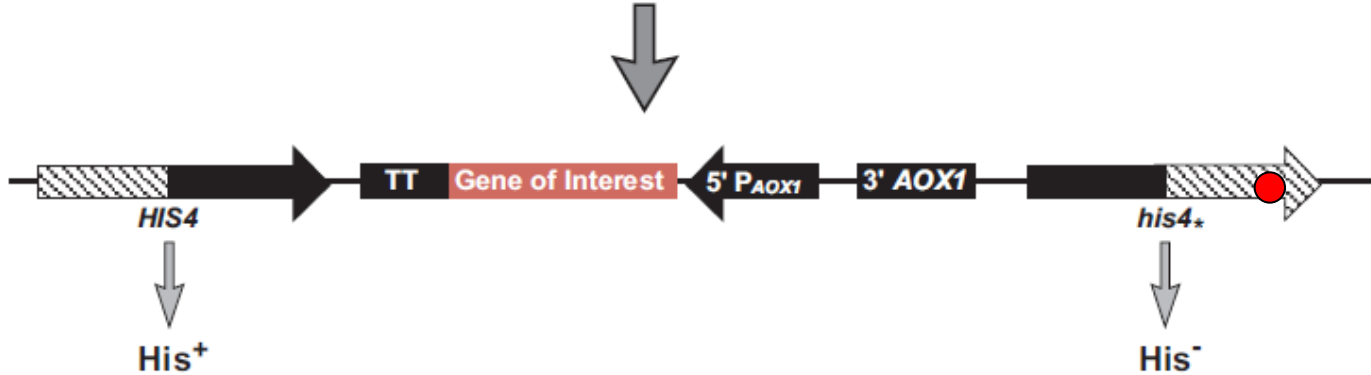 TT Gene of Interest 5' PAOX1 3' AOX1
HIS4 his4*
His+ His-